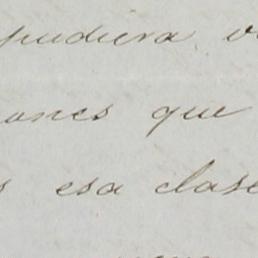 pudiera
ones que
esa clase